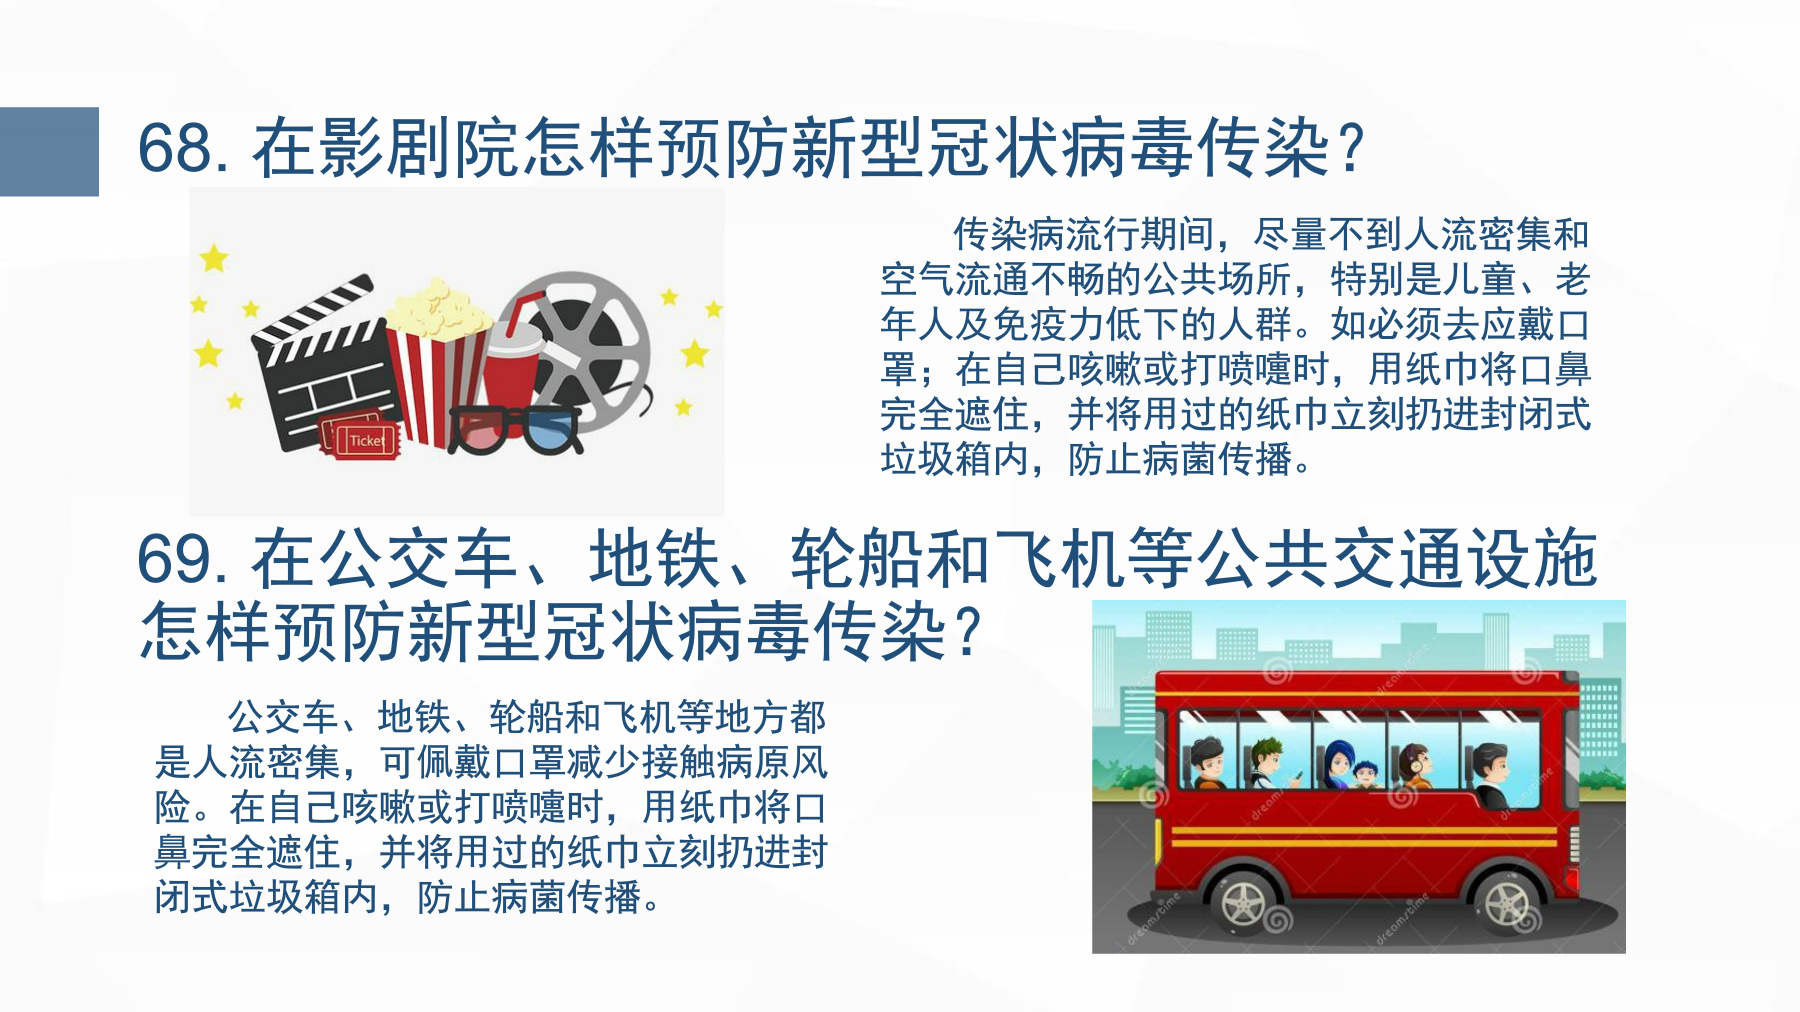 68. 在影剧院怎样预防新型冠状病毒传染？
传染病流行期间，尽量不到人流密集和
空气流通不畅的公共场所，特别是儿童、老
年人及免疫力低下的人群。如必须去应戴口
罩；在自己咳嗽或打喷嚏时，用纸巾将口鼻
完全遮住，并将用过的纸巾立刻扔进封闭式
垃圾箱内，防止病菌传播。
Ticket
69. 在公交车、地铁、轮船和飞机等公共交通设施
怎样预防新型冠状病毒传染？
公交车、地铁、轮船和飞机等地方都
是人流密集，可佩戴口罩减少接触病原风
险。在自己咳嗽或打喷嚏时，用纸巾将口
鼻完全遮住，并将用过的纸巾立刻扔进封
闭式垃圾箱内，防止病菌传播。
dreamstime
dreamstime
dreamstime
dreamstime
dreamstime
dreamstime